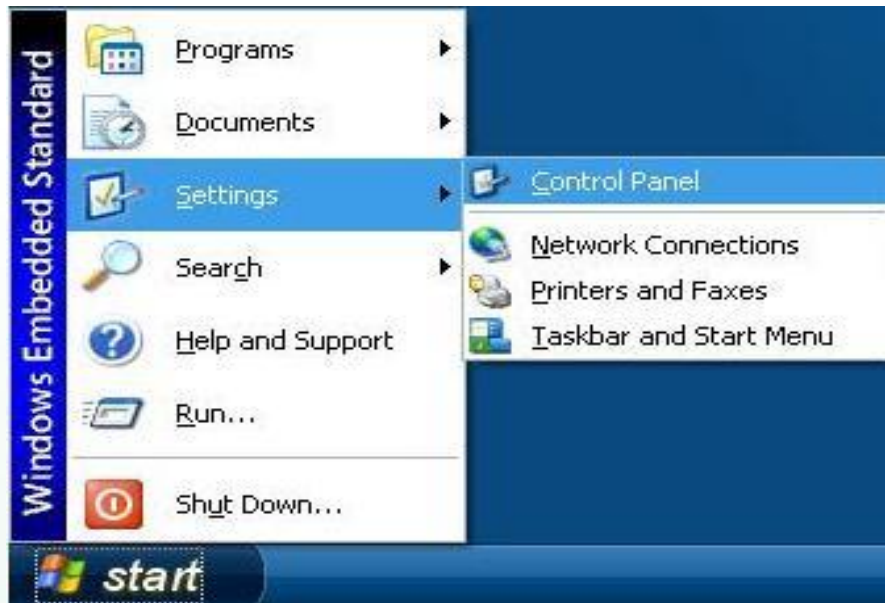 Windows Embedded Standard
Programs
Documents
Settings
Search
Help and Support
Run...
Shut Down...
Control Panel
Network Connections
Printers and Faxes
Taskbar and Start Menu
start